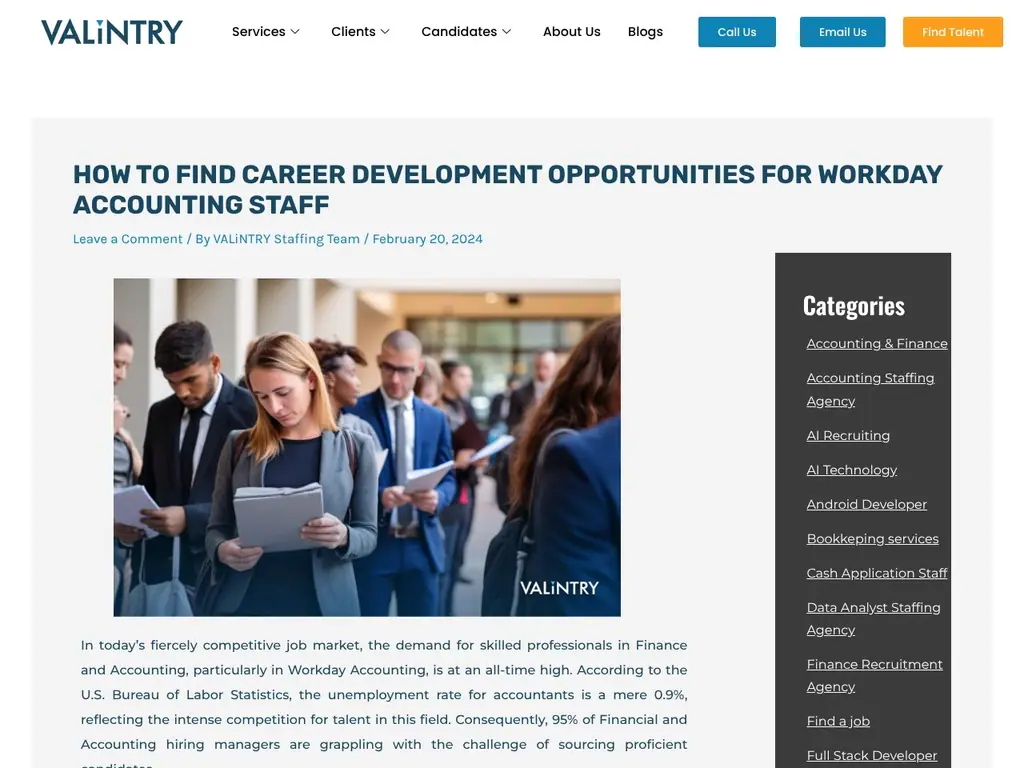 VALiNTRY
Services
Clients
Candidates
About Us
Blogs
Call Us
Email Us
Find Talent
HOW TO FIND CAREER DEVELOPMENT OPPORTUNITIES FOR WORKDAY
ACCOUNTING STAFF
Leave a Comment / By VALiNTRY Staffing Team / February 20, 2024
VALiNTRY
In today’s fiercely competitive job market, the demand for skilled professionals in Finance
and Accounting, particularly in Workday Accounting, is at an all-time high. According to the
U.S. Bureau of Labor Statistics, the unemployment rate for accountants is a mere 0.9%,
reflecting the intense competition for talent in this field. Consequently, 95% of Financial and
Accounting hiring managers are grappling with the challenge of sourcing proficient
Categories
Accounting & Finance
Accounting Staffing
Agency
AI Recruiting
AI Technology
Android Developer
Bookkeping services
Cash Application Staff
Data Analyst Staffing
Agency
Finance Recruitment
Agency
Find a job
Full Stack Developer